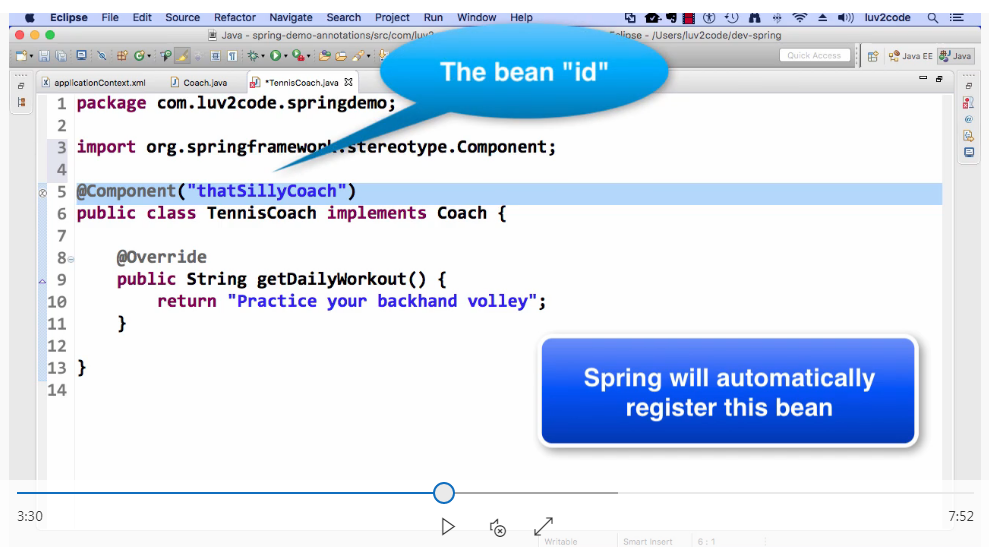 Eclipse File Edit Source Refactor Navigate Search Project Run Window Help luv2code
Java - spring-demo-annotations/src/com/luv2 Eclipse - /Users/luv2code/dev-spring
Quick Access Java EE Java
applicationContext.xml Coach.java *TennisCoach.java
The bean "id"
1 package com.luv2code.springdemo;
2
3 import org.springframework.stereotype.Component;
4
5 @Component("thatSillyCoach")
6 public class TennisCoach implements Coach {
7
8 @Override
9 public String getDailyWorkout() {
10 return "Practice your backhand volley";
11 }
12
13 }
14
Spring will automatically
register this bean
3:30 7:52
Writable Smart Insert 6 : 1